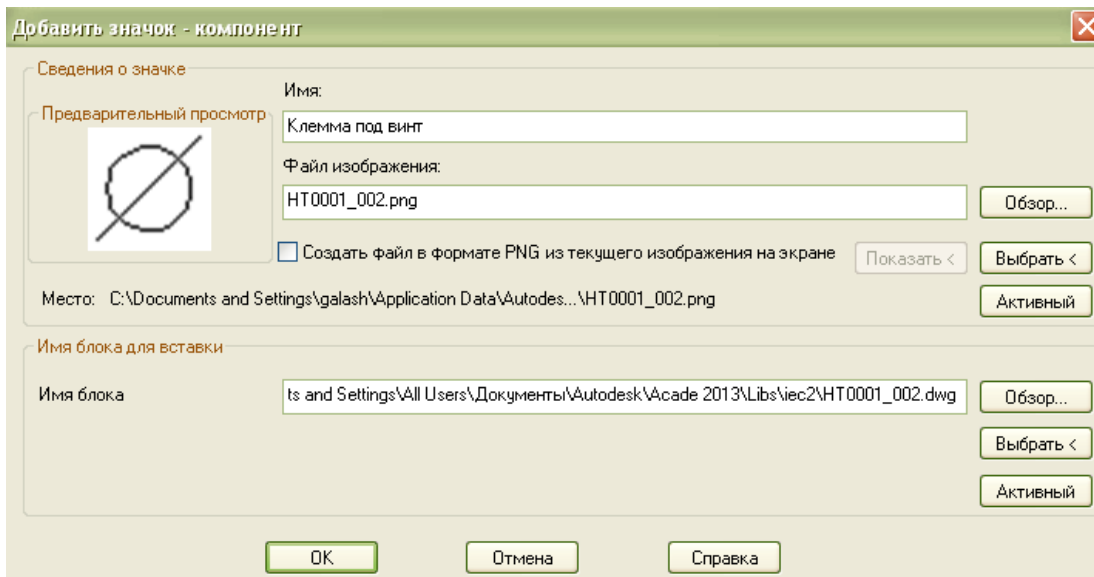 Добавить значок - компонент
Сведения о значке
Имя:
Предварительный просмотр
Клемма под винт
Файл изображения:
HT0001_002.png
Обзор...
Создать файл в формате PNG из текущего изображения на экране
Показать <
Выбрать <
Место: C:\Documents and Settings\galash\Application Data\Autodes...\HT0001_002.png
Активный
Имя блока для вставки
Имя блока
ts and Settings\All Users\Документы\Autodesk\Acade 2013\Libs\iec2\HT0001_002.dwg
Обзор...
Выбрать <
Активный
OK
Отмена
Справка